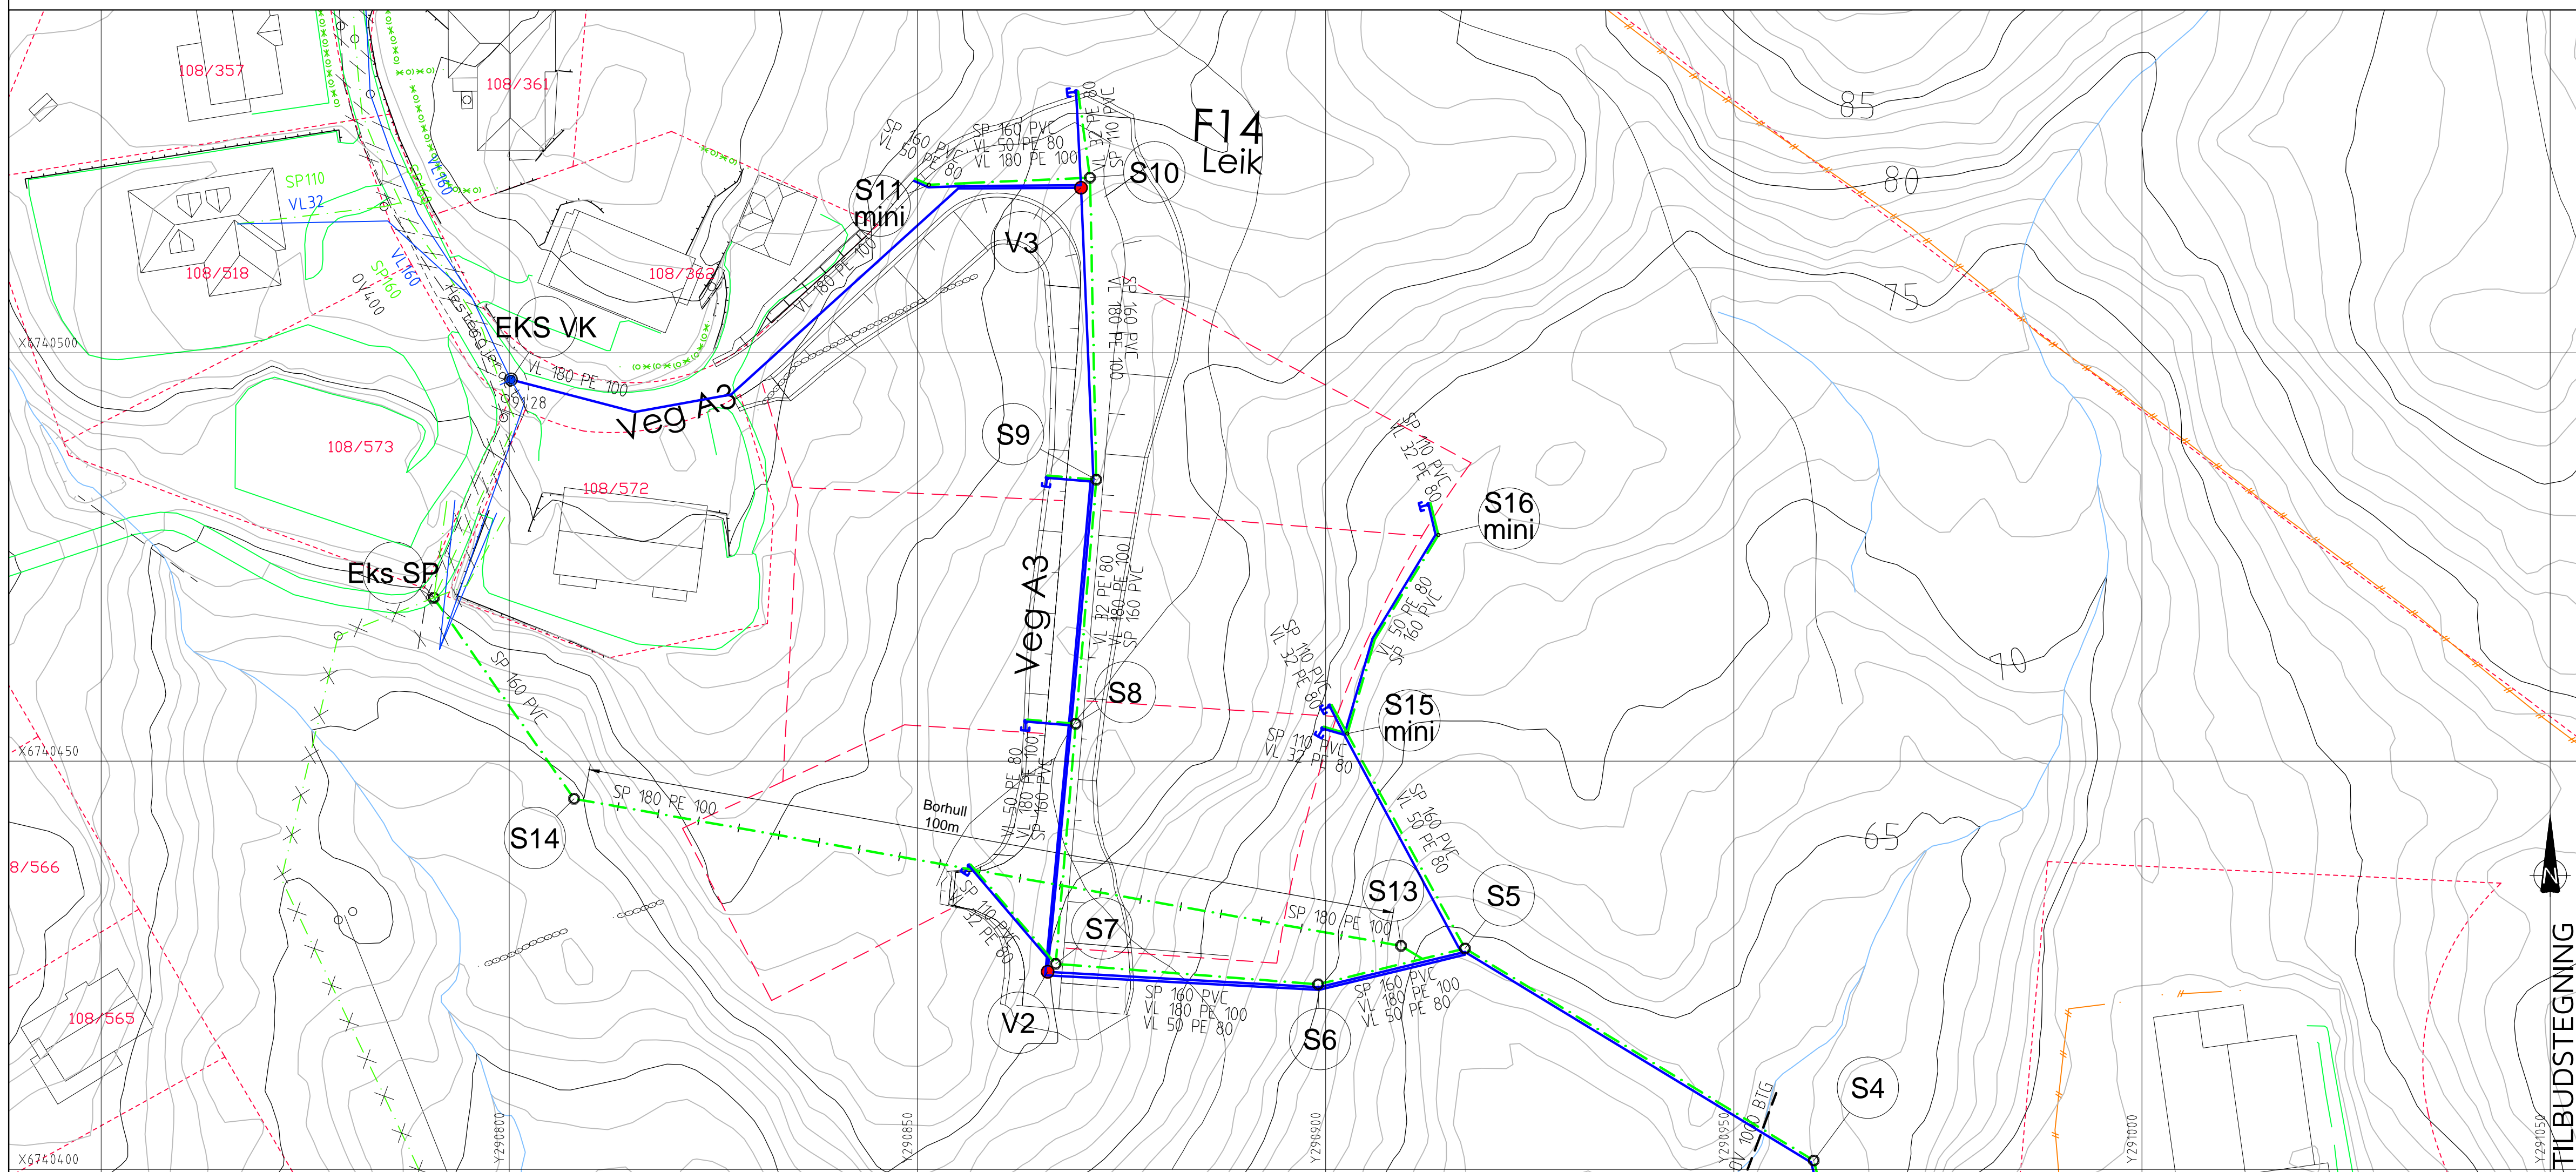 108/357
108/361
SP110
VL32
108/518
VL160
SP160
VL160
SP160
OV400
108/362
EKS VK
VL 180 PE 100
Veg A3
9128
X6740500
108/573
108/572
Eks SP
SP 160 PVC
X6740450
S14
SP 180 PE 100
Borhull
100m
8/566
108/565
X6740400
Y290800
Y290850
Y290900
Y290950
Y291000
Y291050
S11
mini
SP 160 PVC
VL 50 PE 80
SP 160 PVC
VL 50 PE 80
VL 180 PE 100
VL 32 PE 80
SP 110 PVC
F14
Leik
S10
V3
VL 180 PE 100
SP 160 PVC
VL 180 PE 100
S9
Veg A3
VL 32 PE 80
VL 180 PE 100
SP 160 PVC
S8
VL 50 PE 80
VL 180 PE 100
SP 160 PVC
SP 110 PVC
VL 32 PE 80
S7
V2
SP 160 PVC
VL 180 PE 100
VL 50 PE 80
S6
SP 160 PVC
VL 180 PE 100
VL 50 PE 80
SP 180 PE 100
S13
S5
SP 160 PVC
VL 50 PE 80
S15
mini
SP 110 PVC
VL 32 PE 80
SP 110 PVC
VL 32 PE 80
VL 50 PE 80
SP 160 PVC
S16
mini
SP 110 PVC
VL 32 PE 80
S4
OV 1000 BTG
85
80
75
70
65
N
TILBUDSTEGNING